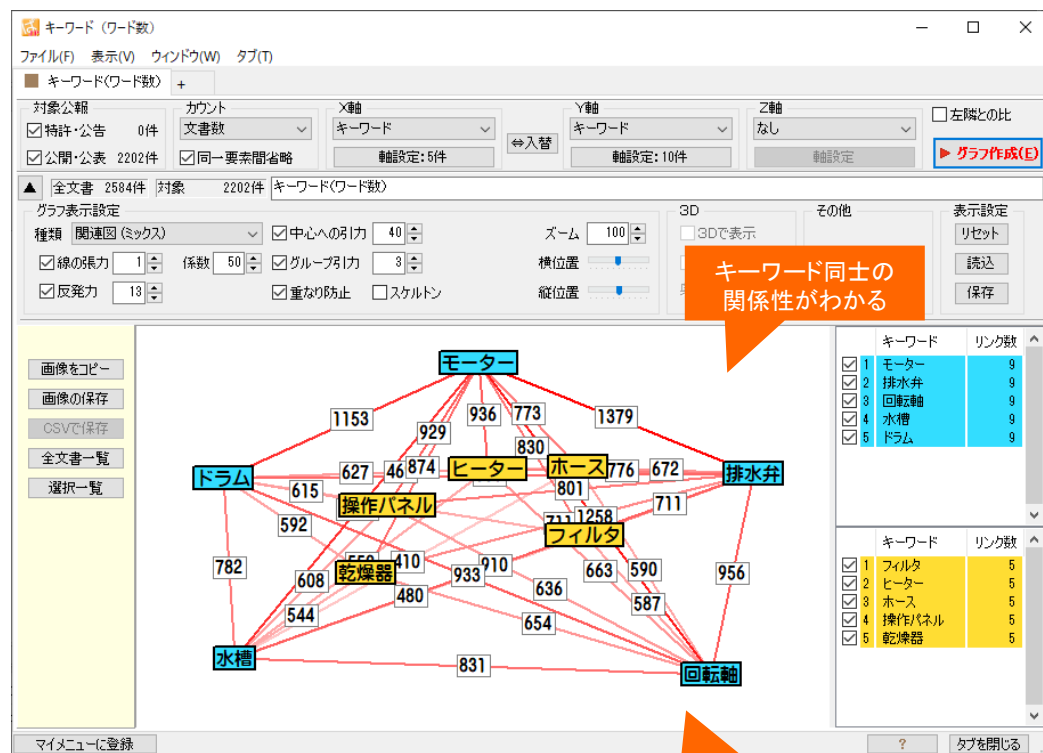 キーワード（ワード数）
ファイル(F) 表示(V) ウィンドウ(W) タブ(T)
キーワード(ワード数) +
対象公報 カウント X軸 Y軸 Z軸 左隣との比
特許・公告 0件 文書数 キーワード ⇔入替 キーワード なし
公開・公表 2202件 同一要素間省略 軸設定:5件 軸設定:10件 軸設定 グラフ作成(E)
全文書 2584件 対象 2202件 キーワード(ワード数)
グラフ表示設定 3D その他 表示設定
種類 関連図(ミックス) 中心への引力 40 ズーム 100 3Dで表示 リセット
線の張力 1 係数 50 グループ引力 3 横位置 読込
反発力 13 重なり防止 スケルトン 縦位置 保存
キーワード同士の
関係性がわかる
画像をコピー
画像の保存
CSVで保存
全文書一覧
選択一覧
モーター
1153 936 773 1379
929 830
ドラム 627 46 874 ヒーター ホース 776 672 排水弁
615 操作パネル 801 711
592 1258
フィルタ
782 608 乾燥器 410 933 910 663 590 956
544 480 636 587
654
水槽 831 回転軸
キーワード リンク数
1 モーター 9
2 排水弁 9
3 回転軸 9
4 水槽 9
5 ドラム 9
キーワード リンク数
1 フィルタ 5
2 ヒーター 5
3 ホース 5
4 操作パネル 5
5 乾燥器 5
マイメニューに登録 ? タブを閉じる